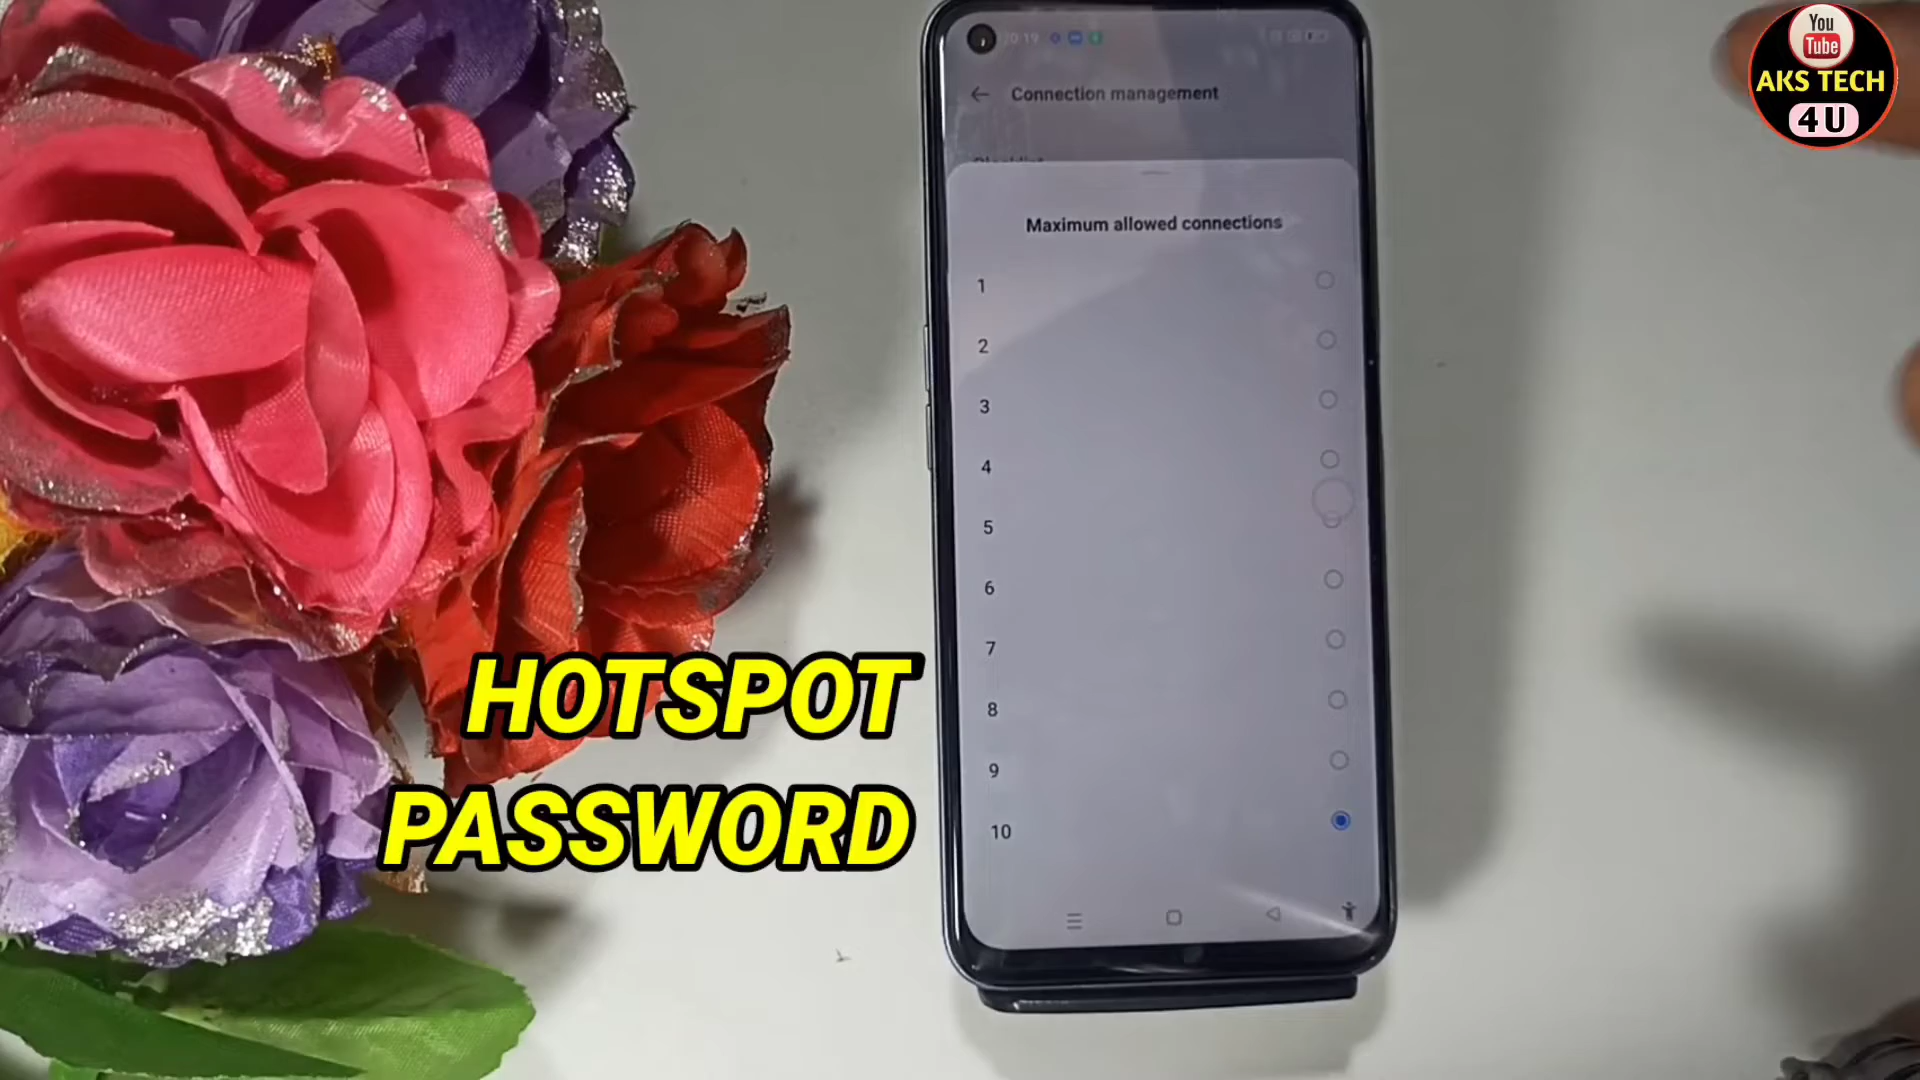 You
Tube
AKS TECH
4U
Connection management
Maximum allowed connections
1
2
3
4
5
6
7
8
9
10
HOTSPOT
PASSWORD